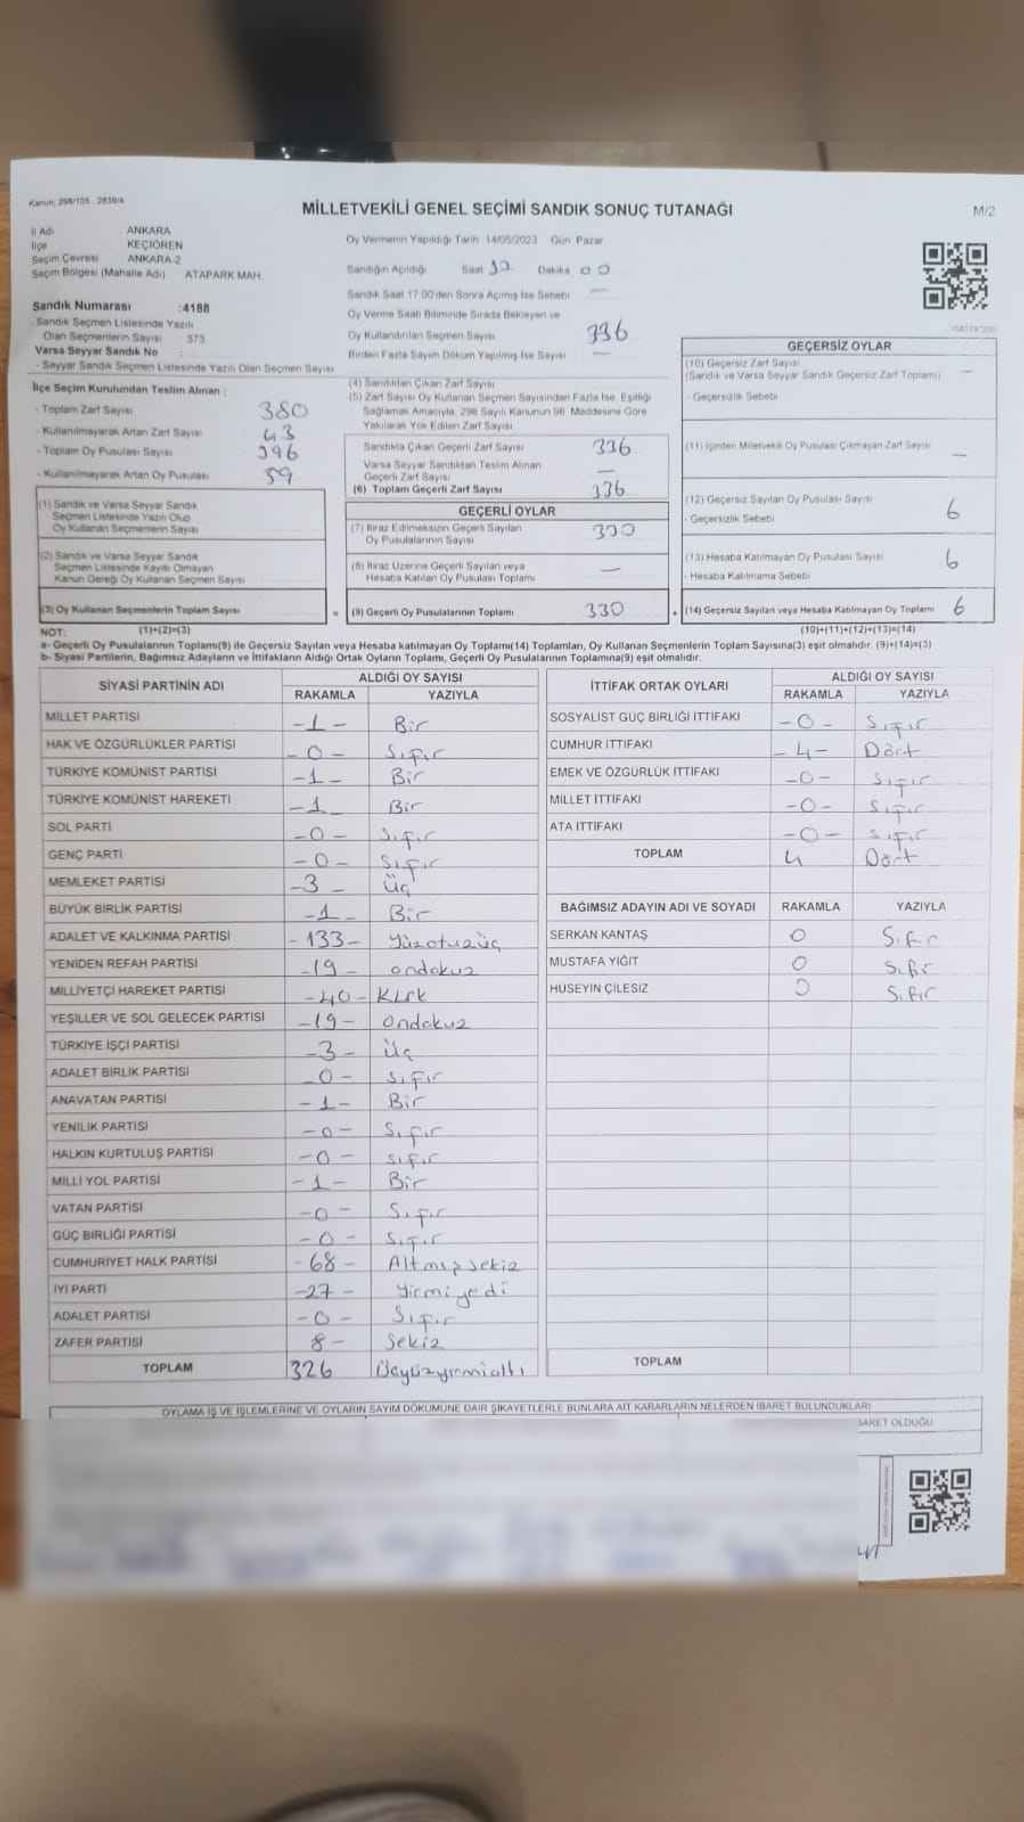 Kanun: 298/105 - 2839/4
MİLLETVEKİLİ GENEL SEÇİMİ SANDIK SONUÇ TUTANAĞI
M/2
İl Adı ANKARA
İlçe KEÇİÖREN
Seçim Çevresi ANKARA-2
Seçim Bölgesi (Mahalle Adı) ATAPARK MAH.
Oy Vermenin Yapıldığı Tarih 14/05/2023 Gün Pazar
Sandığın Açıldığı Saat Dakika 00
Sandık Saat 17.00'den Sonra Açılmış İse Sebebi —
Sandık Numarası :4188
- Sandık Seçmen Listesinde Yazılı
Olan Seçmenlerin Sayısı 373
Varsa Seyyar Sandık No
- Seyyar Sandık Seçmen Listesinde Yazılı Olan Seçmen Sayısı
Oy Verme Saati Bitiminde Sırada Bekleyen ve
Oy Kullandırılan Seçmen Sayısı 336
Birden Fazla Sayım Döküm Yapılmış İse Sayısı —
İlçe Seçim Kurulundan Teslim Alınan :
- Toplam Zarf Sayısı 380
- Kullanılmayarak Artan Zarf Sayısı 43
- Toplam Oy Pusulası Sayısı 396
- Kullanılmayarak Artan Oy Pusulası 59
(1) Sandık ve Varsa Seyyar Sandık
Seçmen Listesinde Yazılı Olup
Oy Kullanan Seçmenlerin Sayısı
(2) Sandık ve Varsa Seyyar Sandık
Seçmen Listesinde Kayıtlı Olmayan
Kanun Gereği Oy Kullanan Seçmen Sayısı
(3) Oy Kullanan Seçmenlerin Toplam Sayısı
(1)+(2)=(3)
(4) Sandıktan Çıkan Zarf Sayısı
(5) Zarf Sayısı Oy Kullanan Seçmen Sayısından Fazla İse, Eşitliği
Sağlamak Amacıyla, 298 Sayılı Kanunun 98. Maddesine Göre
Yakılarak Yok Edilen Zarf Sayısı
Sandıkta Çıkan Geçerli Zarf Sayısı 336
Varsa Seyyar Sandıktan Teslim Alınan
Geçerli Zarf Sayısı —
(6) Toplam Geçerli Zarf Sayısı 336
GEÇERLİ OYLAR
(7) İtiraz Edilmeksizin Geçerli Sayılan
Oy Pusulalarının Sayısı 330
(8) İtiraz Üzerine Geçerli Sayılan veya
Hesaba Katılan Oy Pusulası Toplamı —
= (9) Geçerli Oy Pusulalarının Toplamı 330
GEÇERSİZ OYLAR
(10) Geçersiz Zarf Sayısı
(Sandık ve Varsa Seyyar Sandık Geçersiz Zarf Toplamı) —
- Geçersizlik Sebebi
(11) İçinden Milletvekili Oy Pusulası Çıkmayan Zarf Sayısı —
(12) Geçersiz Sayılan Oy Pusulası Sayısı 6
- Geçersizlik Sebebi
(13) Hesaba Katılmayan Oy Pusulası Sayısı 6
- Hesaba Katılmama Sebebi
+ (14) Geçersiz Sayılan veya Hesaba Katılmayan Oy Toplamı 6
(10)+(11)+(12)+(13)=(14)
NOT:
a- Geçerli Oy Pusulalarının Toplamı(9) ile Geçersiz Sayılan veya Hesaba katılmayan Oy Toplamı(14) Toplamları, Oy Kullanan Seçmenlerin Toplam Sayısına(3) eşit olmalıdır. (9)+(14)=(3)
b- Siyasi Partilerin, Bağımsız Adayların ve İttifakların Aldığı Ortak Oyların Toplamı, Geçerli Oy Pusulalarının Toplamına(9) eşit olmalıdır.
SİYASİ PARTİNİN ADI ALDIĞI OY SAYISI
RAKAMLA YAZIYLA
MİLLET PARTİSİ -1- Bir
HAK VE ÖZGÜRLÜKLER PARTİSİ -0- Sıfır
TÜRKİYE KOMÜNİST PARTİSİ -1- Bir
TÜRKİYE KOMÜNİST HAREKETİ -1- Bir
SOL PARTİ -0- Sıfır
GENÇ PARTİ -0- Sıfır
MEMLEKET PARTİSİ -3- Üç
BÜYÜK BİRLİK PARTİSİ -1- Bir
ADALET VE KALKINMA PARTİSİ -133- Yüzotuzüç
YENİDEN REFAH PARTİSİ -19- ondokuz
MİLLİYETÇİ HAREKET PARTİSİ -40- Kırk
YEŞİLLER VE SOL GELECEK PARTİSİ -19- Ondokuz
TÜRKİYE İŞÇİ PARTİSİ -3- Üç
ADALET BİRLİK PARTİSİ -0- Sıfır
ANAVATAN PARTİSİ -1- Bir
YENİLİK PARTİSİ -0- Sıfır
HALKIN KURTULUŞ PARTİSİ -0- Sıfır
MİLLİ YOL PARTİSİ -1- Bir
VATAN PARTİSİ -0- Sıfır
GÜÇ BİRLİĞİ PARTİSİ -0- Sıfır
CUMHURİYET HALK PARTİSİ -68- Altmışsekiz
İYİ PARTİ -27- Yirmiyedi
ADALET PARTİSİ -0- Sıfır
ZAFER PARTİSİ 8- Sekiz
TOPLAM 326 Üçyüzyirmialtı
İTTİFAK ORTAK OYLARI ALDIĞI OY SAYISI
RAKAMLA YAZIYLA
SOSYALİST GÜÇ BİRLİĞİ İTTİFAKI -0- Sıfır
CUMHUR İTTİFAKI -4- Dört
EMEK VE ÖZGÜRLÜK İTTİFAKI -0- Sıfır
MİLLET İTTİFAKI -0- Sıfır
ATA İTTİFAKI -0- Sıfır
TOPLAM 4 Dört
BAĞIMSIZ ADAYIN ADI VE SOYADI RAKAMLA YAZIYLA
SERKAN KANTAŞ 0 Sıfır
MUSTAFA YİĞİT 0 Sıfır
HÜSEYİN ÇİLESİZ 0 Sıfır
TOPLAM
OYLAMA İŞ VE İŞLEMLERİNE VE OYLARIN SAYIM DÖKÜMÜNE DAİR ŞİKAYETLERLE BUNLARA AİT KARARLARIN NELERDEN İBARET BULUNDUKLARI
BARET OLDUĞU